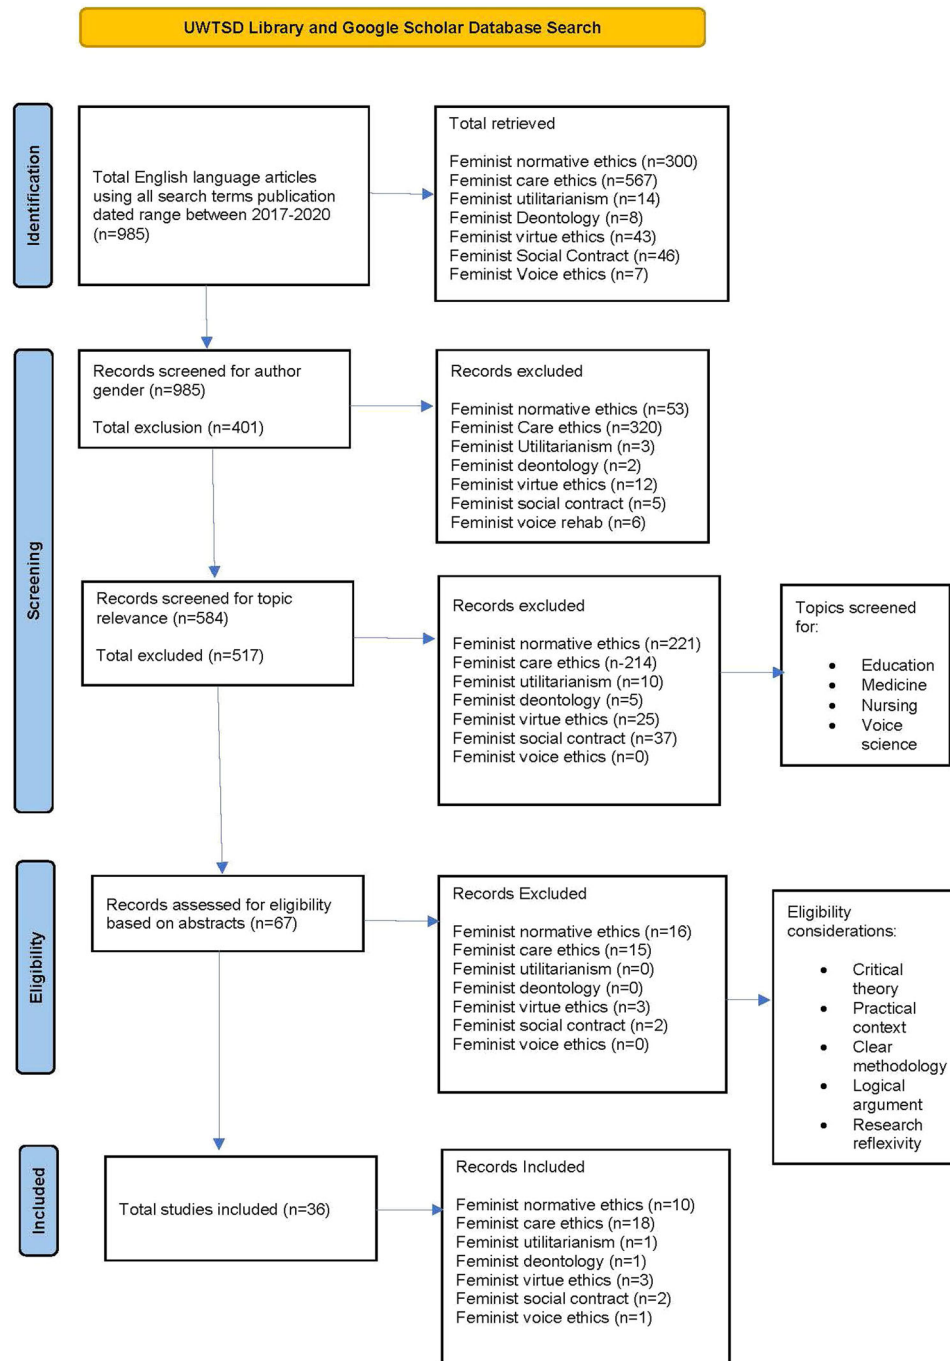 UWTSD Library and Google Scholar Database Search
Identification
Total English language articles
using all search terms publication
dated range between 2017-2020
(n=985)
Total retrieved
Feminist normative ethics (n=300)
Feminist care ethics (n=567)
Feminist utilitarianism (n=14)
Feminist Deontology (n=8)
Feminist virtue ethics (n=43)
Feminist Social Contract (n=46)
Feminist Voice ethics (n=7)
Screening
Records screened for author
gender (n=985)
Total exclusion (n=401)
Records excluded
Feminist normative ethics (n=53)
Feminist Care ethics (n=320)
Feminist Utilitarianism (n=3)
Feminist deontology (n=2)
Feminist virtue ethics (n=12)
Feminist social contract (n=5)
Feminist voice rehab (n=6)
Records screened for topic
relevance (n=584)
Total excluded (n=517)
Records excluded
Feminist normative ethics (n=221)
Feminist care ethics (n-214)
Feminist utilitarianism (n=10)
Feminist deontology (n=5)
Feminist virtue ethics (n=25)
Feminist social contract (n=37)
Feminist voice ethics (n=0)
Topics screened
for:
• Education
• Medicine
• Nursing
• Voice
science
Eligibility
Records assessed for eligibility
based on abstracts (n=67)
Records Excluded
Feminist normative ethics (n=16)
Feminist care ethics (n=15)
Feminist utilitarianism (n=0)
Feminist deontology (n=0)
Feminist virtue ethics (n=3)
Feminist social contract (n=2)
Feminist voice ethics (n=0)
Eligibility
considerations:
• Critical
theory
• Practical
context
• Clear
methodology
• Logical
argument
• Research
reflexivity
Included
Total studies included (n=36)
Records Included
Feminist normative ethics (n=10)
Feminist care ethics (n=18)
Feminist utilitarianism (n=1)
Feminist deontology (n=1)
Feminist virtue ethics (n=3)
Feminist social contract (n=2)
Feminist voice ethics (n=1)